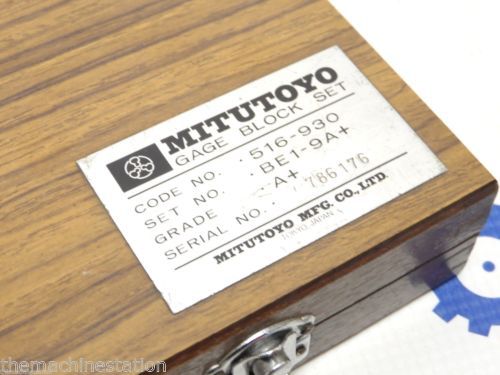 MITUTOYO
GAGE BLOCK SET
CODE NO. 516-930
SET NO. BE1-9A+
GRADE A+
SERIAL NO. 786176
MITUTOYO MFG. CO., LTD.
TOKYO JAPAN
themachinestation